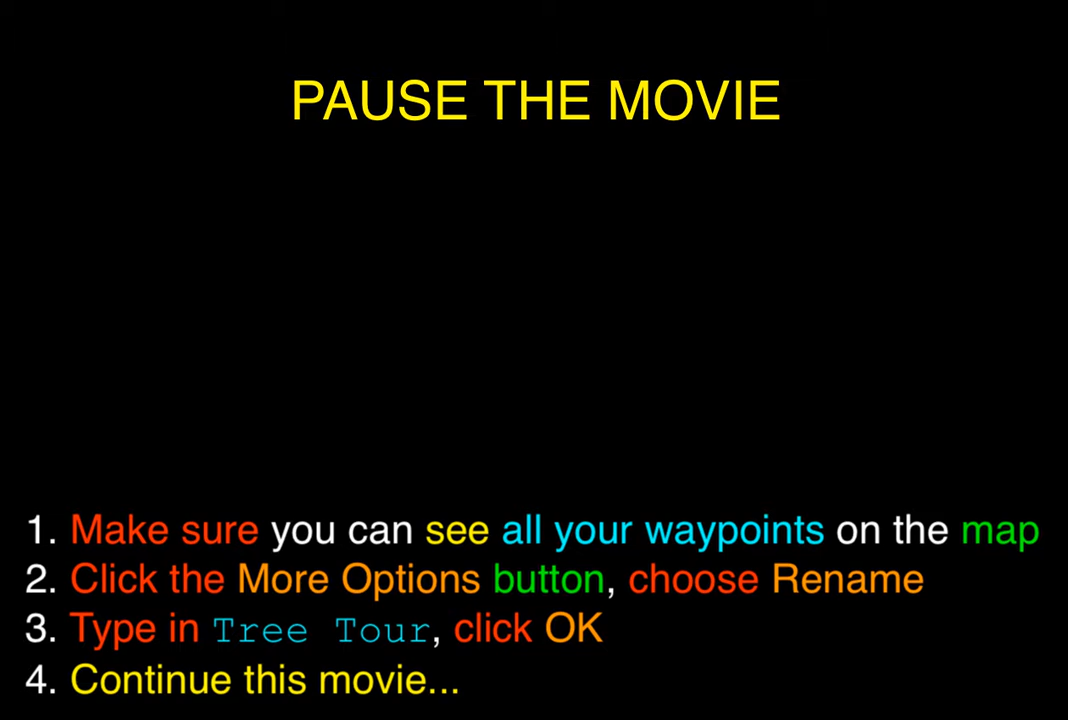 PAUSE THE MOVIE
1. Make sure you can see all your waypoints on the map
2. Click the More Options button, choose Rename
3. Type in Tree Tour, click OK
4. Continue this movie...